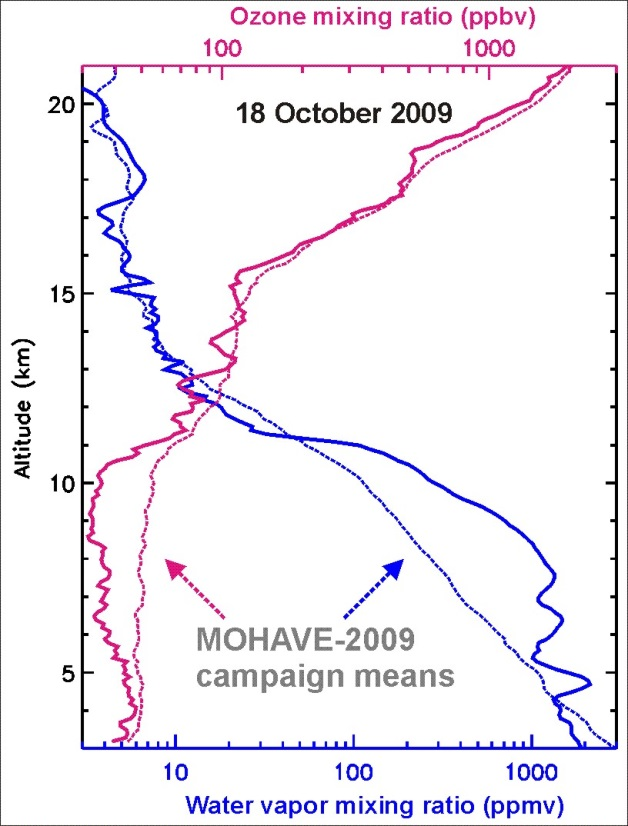 Ozone mixing ratio (ppbv)
100 1000
18 October 2009
20
15
10
5
Altitude (km)
MOHAVE-2009
campaign means
10 100 1000
Water vapor mixing ratio (ppmv)